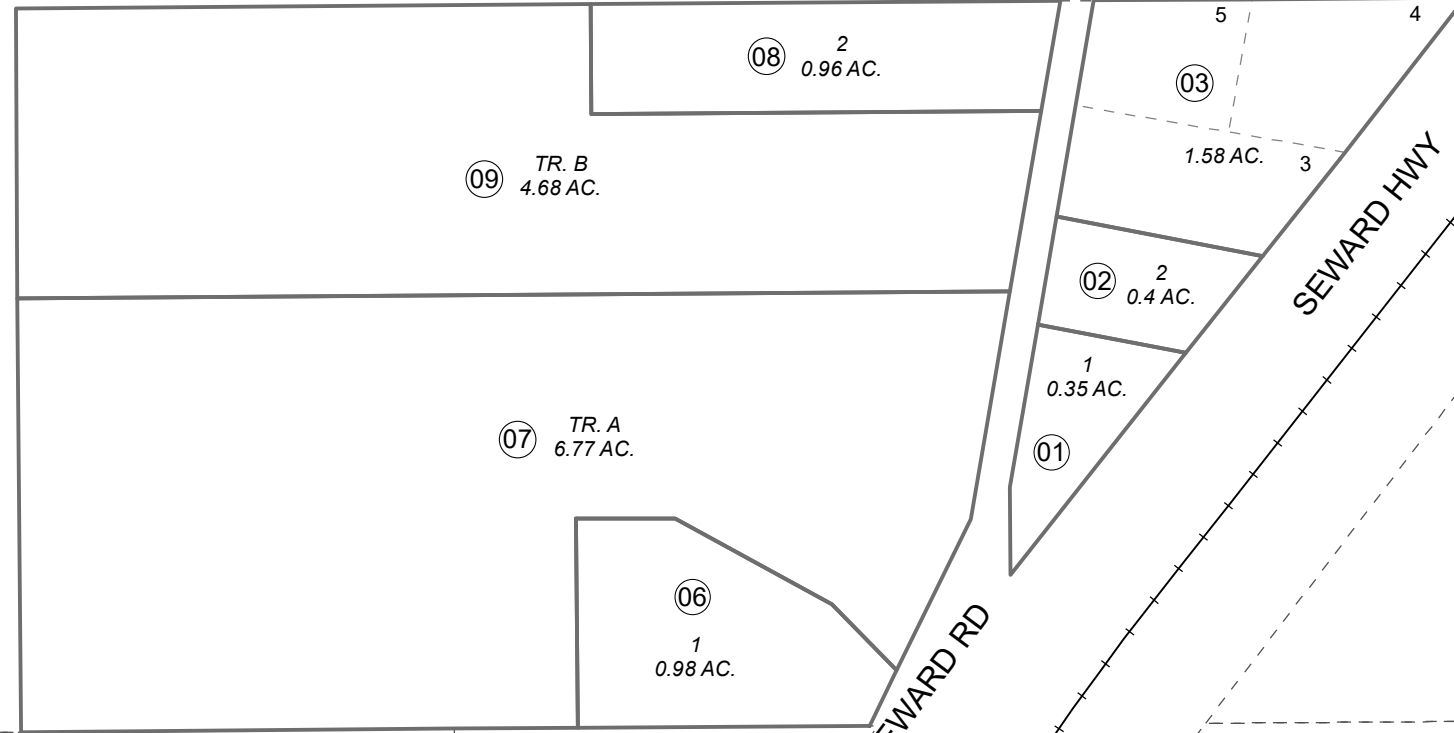 5
4
08
2
0.96 AC.
03
1.58 AC.
3
09
TR. B
4.68 AC.
SEWARD HWY
02
2
0.4 AC.
1
0.35 AC.
01
07
TR. A
6.77 AC.
06
1
0.98 AC.
EWARD RD